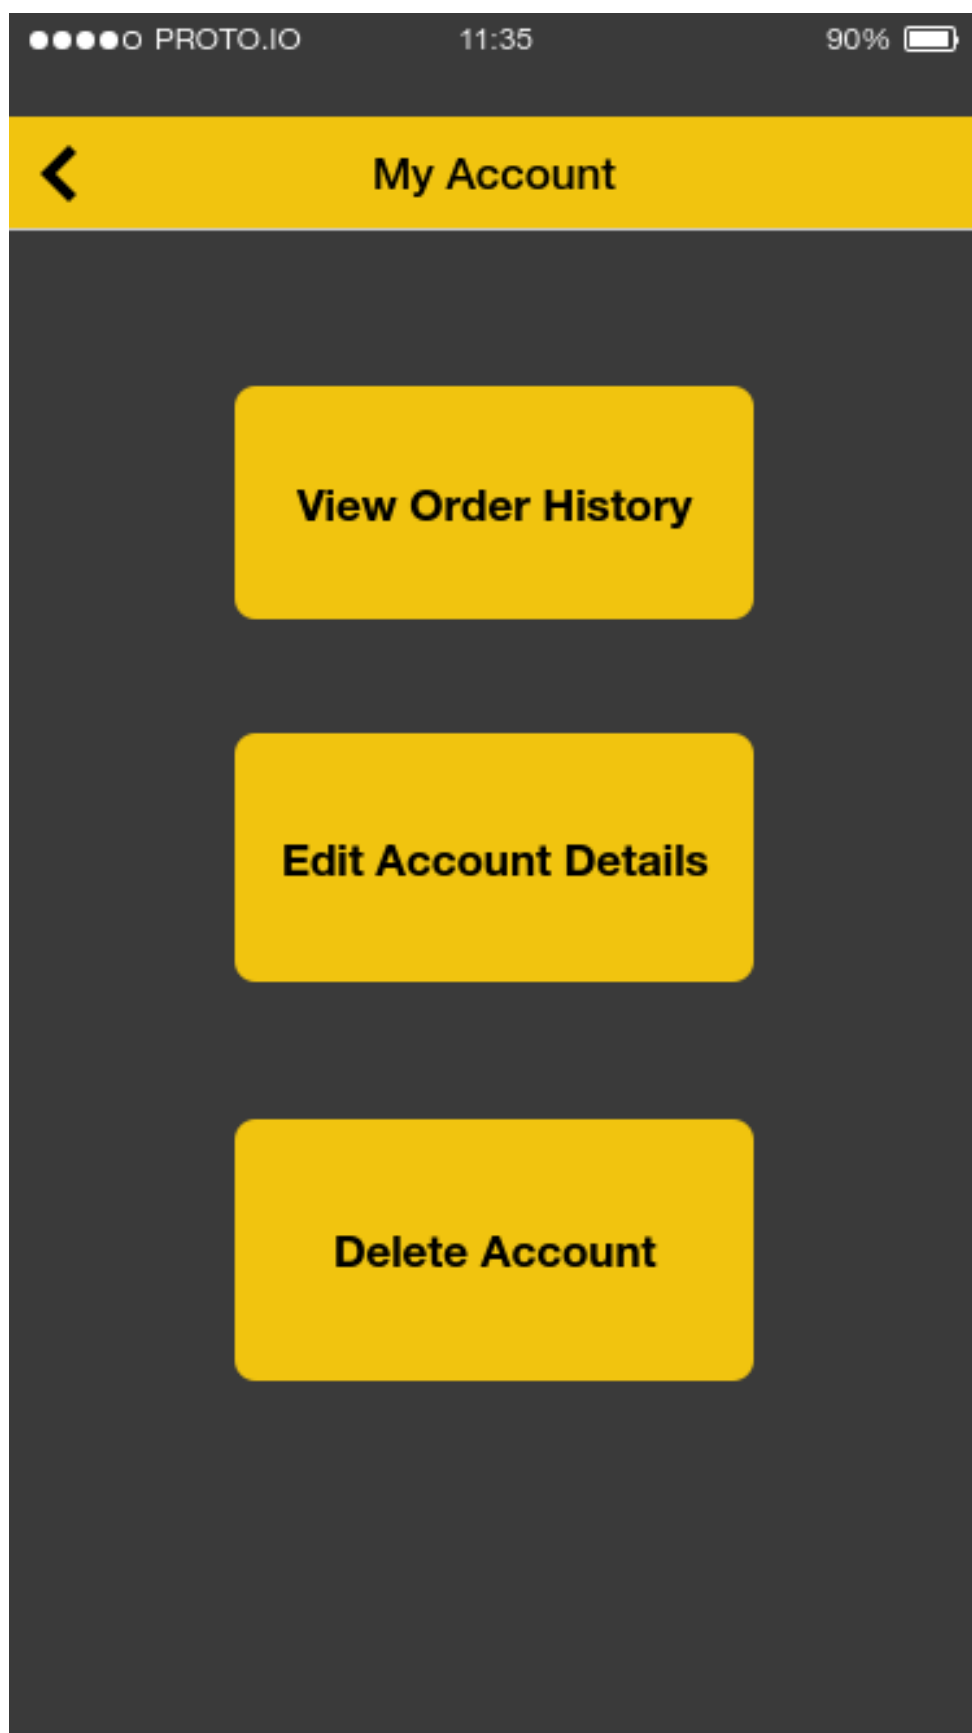 PROTO.IO 11:35 90%
My Account
View Order History
Edit Account Details
Delete Account